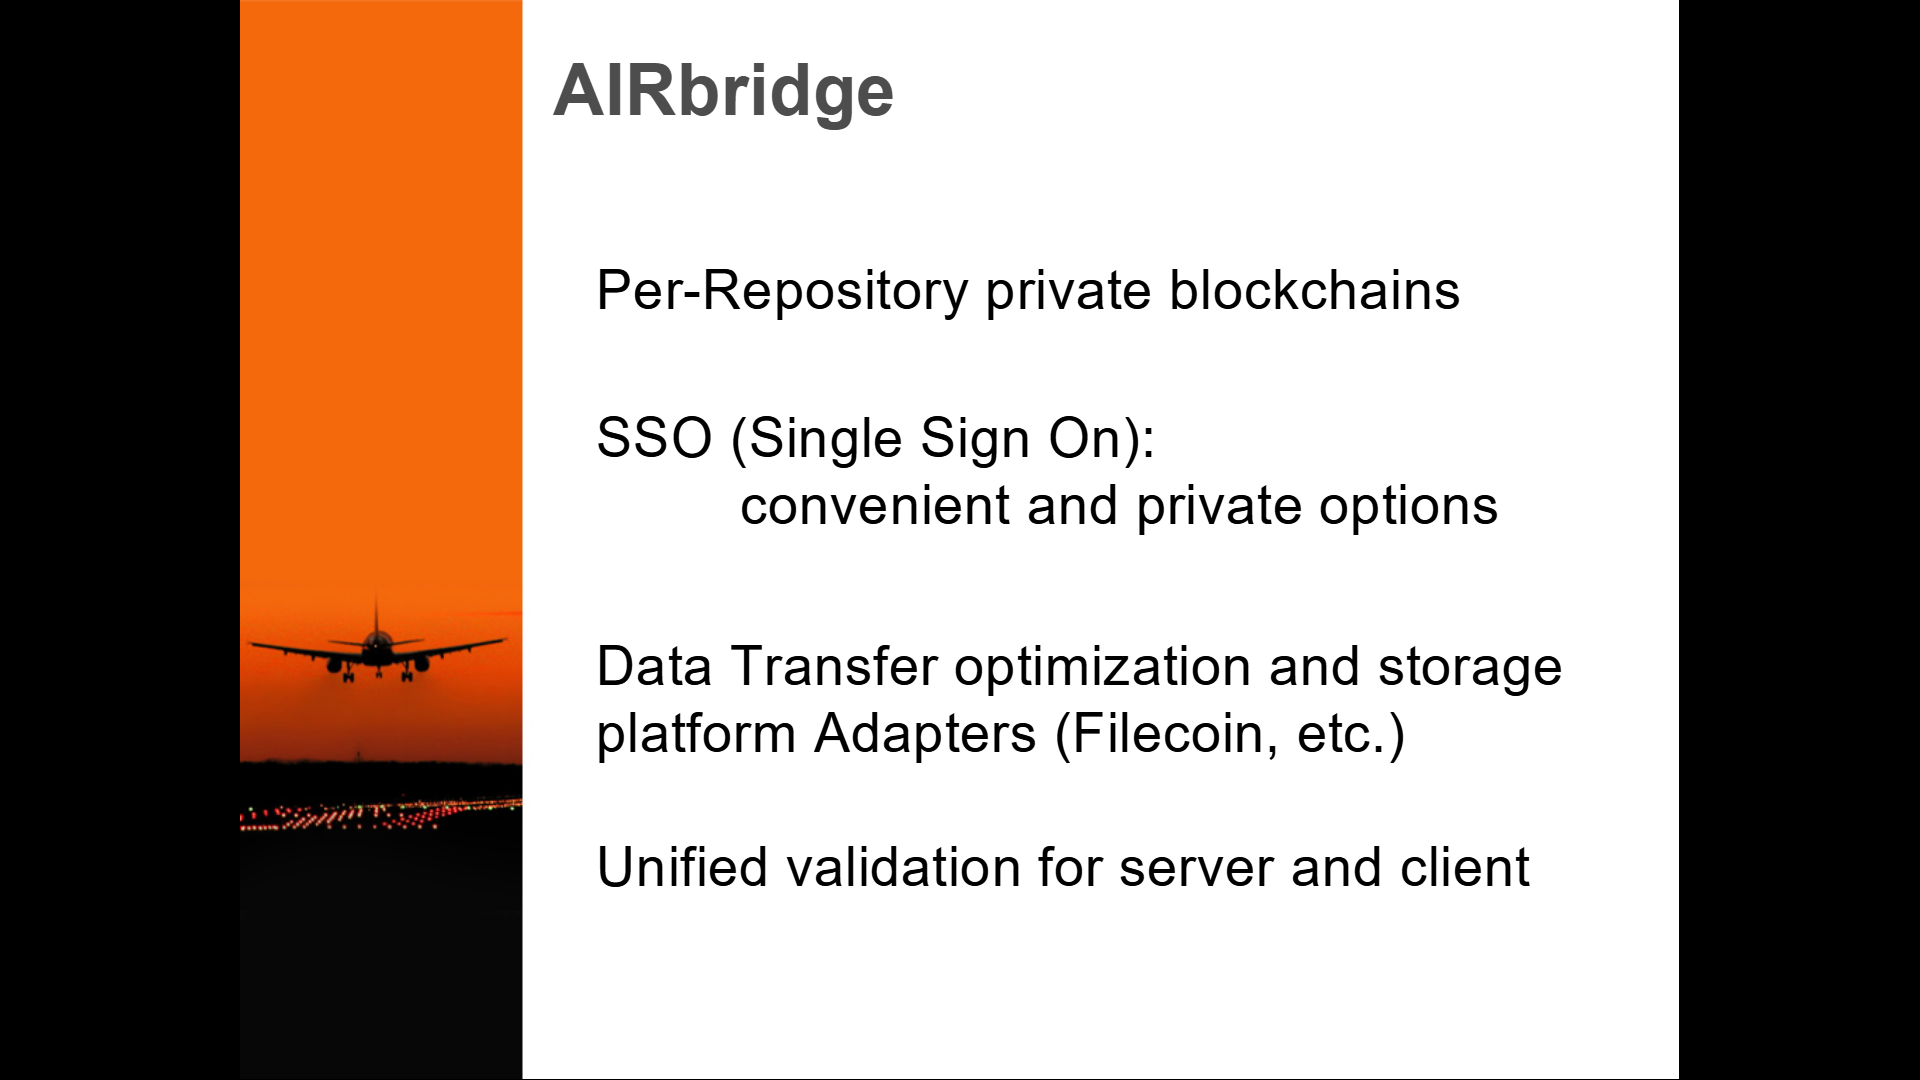 AIRbridge
Per-Repository private blockchains
SSO (Single Sign On):
convenient and private options
Data Transfer optimization and storage
platform Adapters (Filecoin, etc.)
Unified validation for server and client